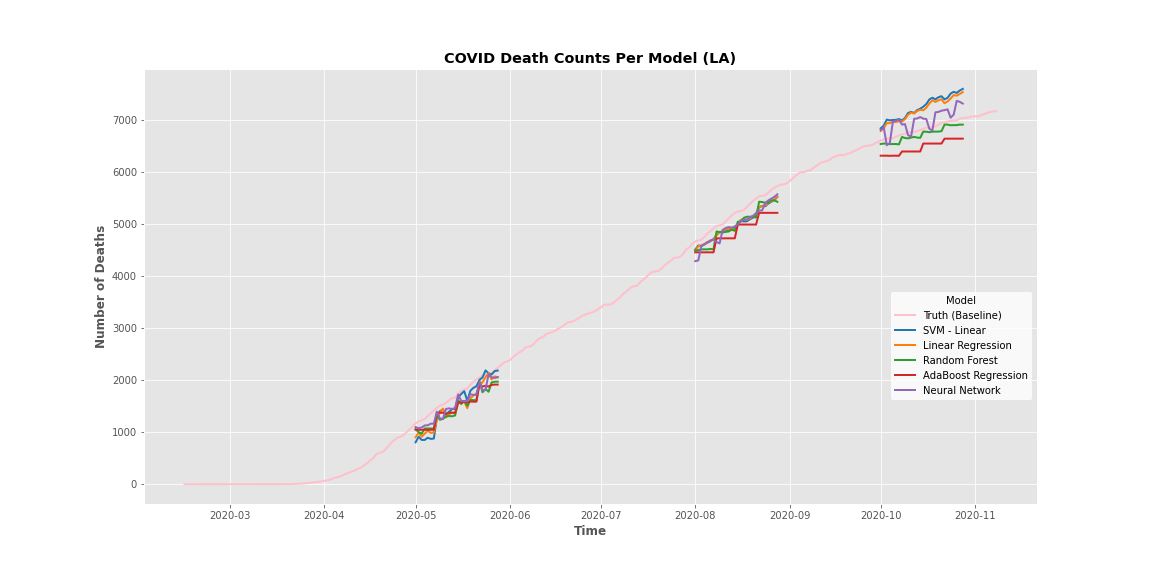 COVID Death Counts Per Model (LA)
Number of Deaths
7000
6000
5000
4000
3000
2000
1000
0
Model
Truth (Baseline)
SVM - Linear
Linear Regression
Random Forest
AdaBoost Regression
Neural Network
2020-03 2020-04 2020-05 2020-06 2020-07 2020-08 2020-09 2020-10 2020-11
Time